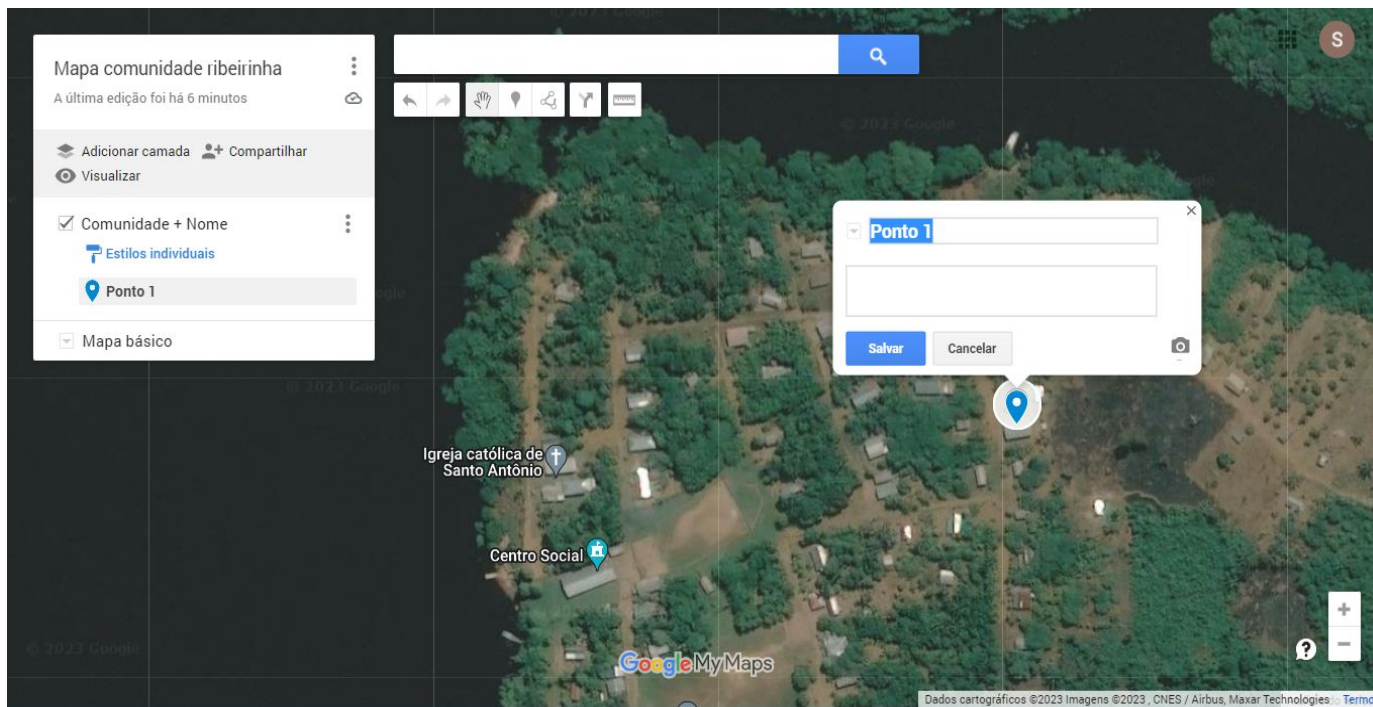 © 2023 Google
Mapa comunidade ribeirinha
A última edição foi há 6 minutos
S
Adicionar camada
Compartilhar
Visualizar
© 2023 Google
Comunidade + Nome
Estilos individuais
Ponto 1
Mapa básico
Ponto 1
Salvar
Cancelar
© 2023 Google
Igreja católica de
Santo Antônio
Centro Social
© 2023 Google
Google My Maps
?
Dados cartográficos ©2023 Imagens ©2023 , CNES / Airbus, Maxar Technologies